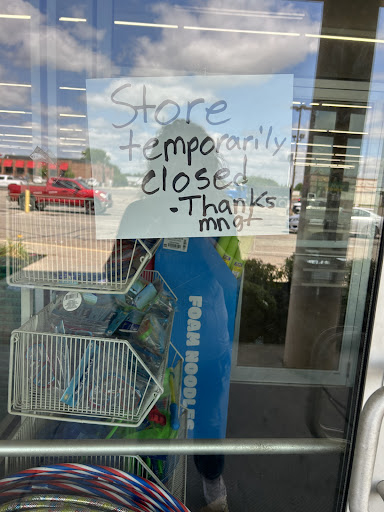 Store
temporarily
closed
-Thanks
mngt
FOAM NOODLES